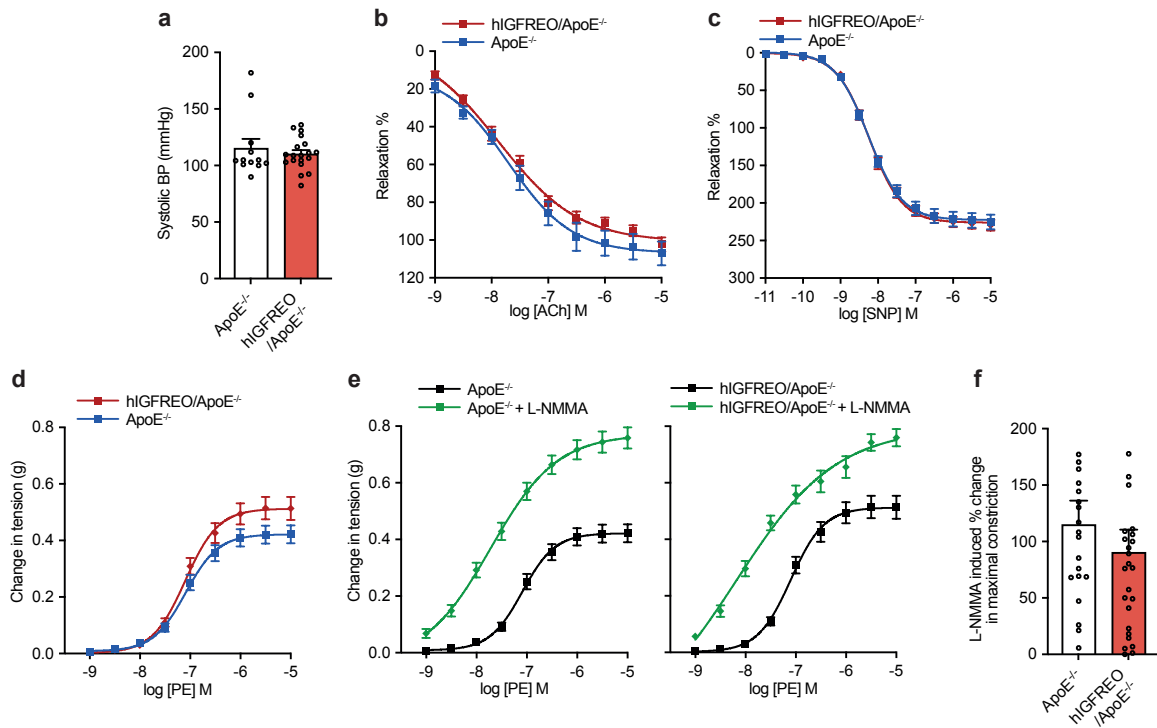 a
Systolic BP (mmHg)
200
150
100
50
0
ApoE-/-
hIGFREO
/ApoE-/-
b
hIGFREO/ApoE-/-
ApoE-/-
Relaxation %
0
20
40
60
80
100
120
-9
-8
-7
-6
-5
log [ACh] M
c
hIGFREO/ApoE-/-
ApoE-/-
Relaxation %
0
50
100
150
200
250
300
-11
-10
-9
-8
-7
-6
-5
log [SNP] M
d
hIGFREO/ApoE-/-
ApoE-/-
Change in tension (g)
0.8
0.6
0.4
0.2
0.0
-9
-8
-7
-6
-5
log [PE] M
e
ApoE-/-
ApoE-/- + L-NMMA
Change in tension (g)
0.8
0.6
0.4
0.2
0.0
-9
-8
-7
-6
-5
log [PE] M
hIGFREO/ApoE-/-
hIGFREO/ApoE-/- + L-NMMA
-9
-8
-7
-6
-5
log [PE] M
f
L-NMMA induced % change
in maximal constriction
200
150
100
50
0
ApoE-/-
hIGFREO
/ApoE-/-